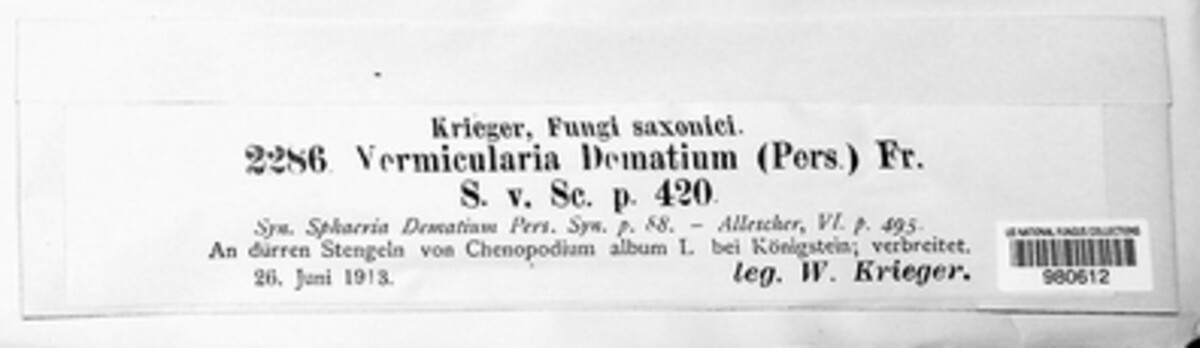 Krieger, Fungi saxonici.
2286. Vermicularia Dematium (Pers.) Fr.
S. v. Sc. p. 420.
Syn. Sphaeria Dematium Pers. Syn. p. 88. — Allescher, VI. p. 495.
An dürren Stengeln von Chenopodium album L. bei Königstein; verbreitet.
26. Juni 1913.
leg. W. Krieger.
US NATIONAL FUNGUS COLLECTIONS
980612